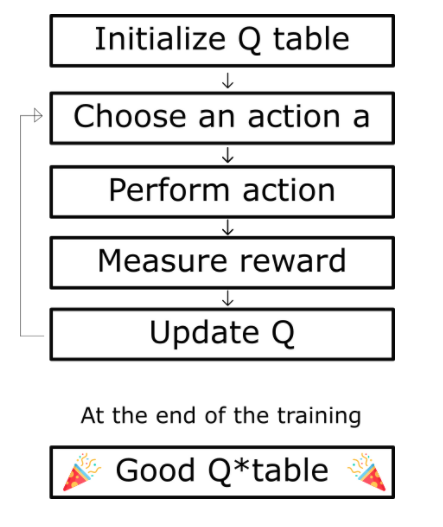 Initialize Q table
Choose an action a
Perform action
Measure reward
Update Q
At the end of the training
Good Q*table